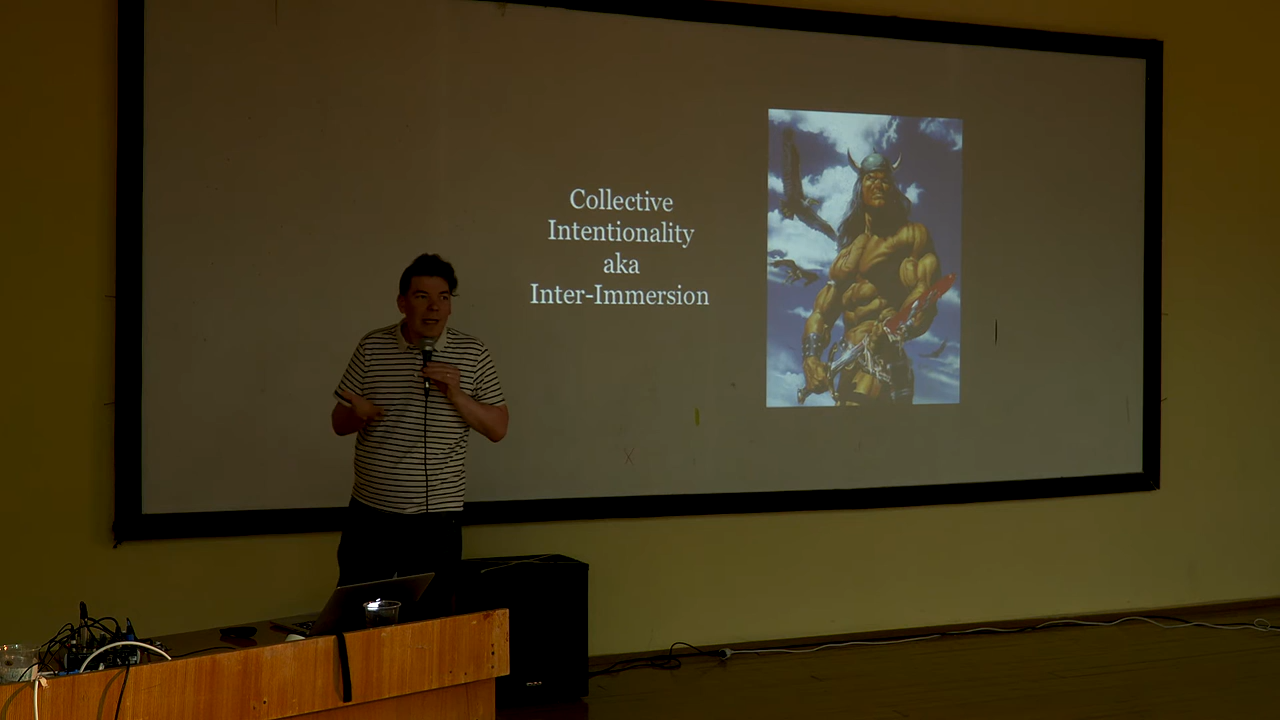 Collective
Intentionality
aka
Inter-Immersion